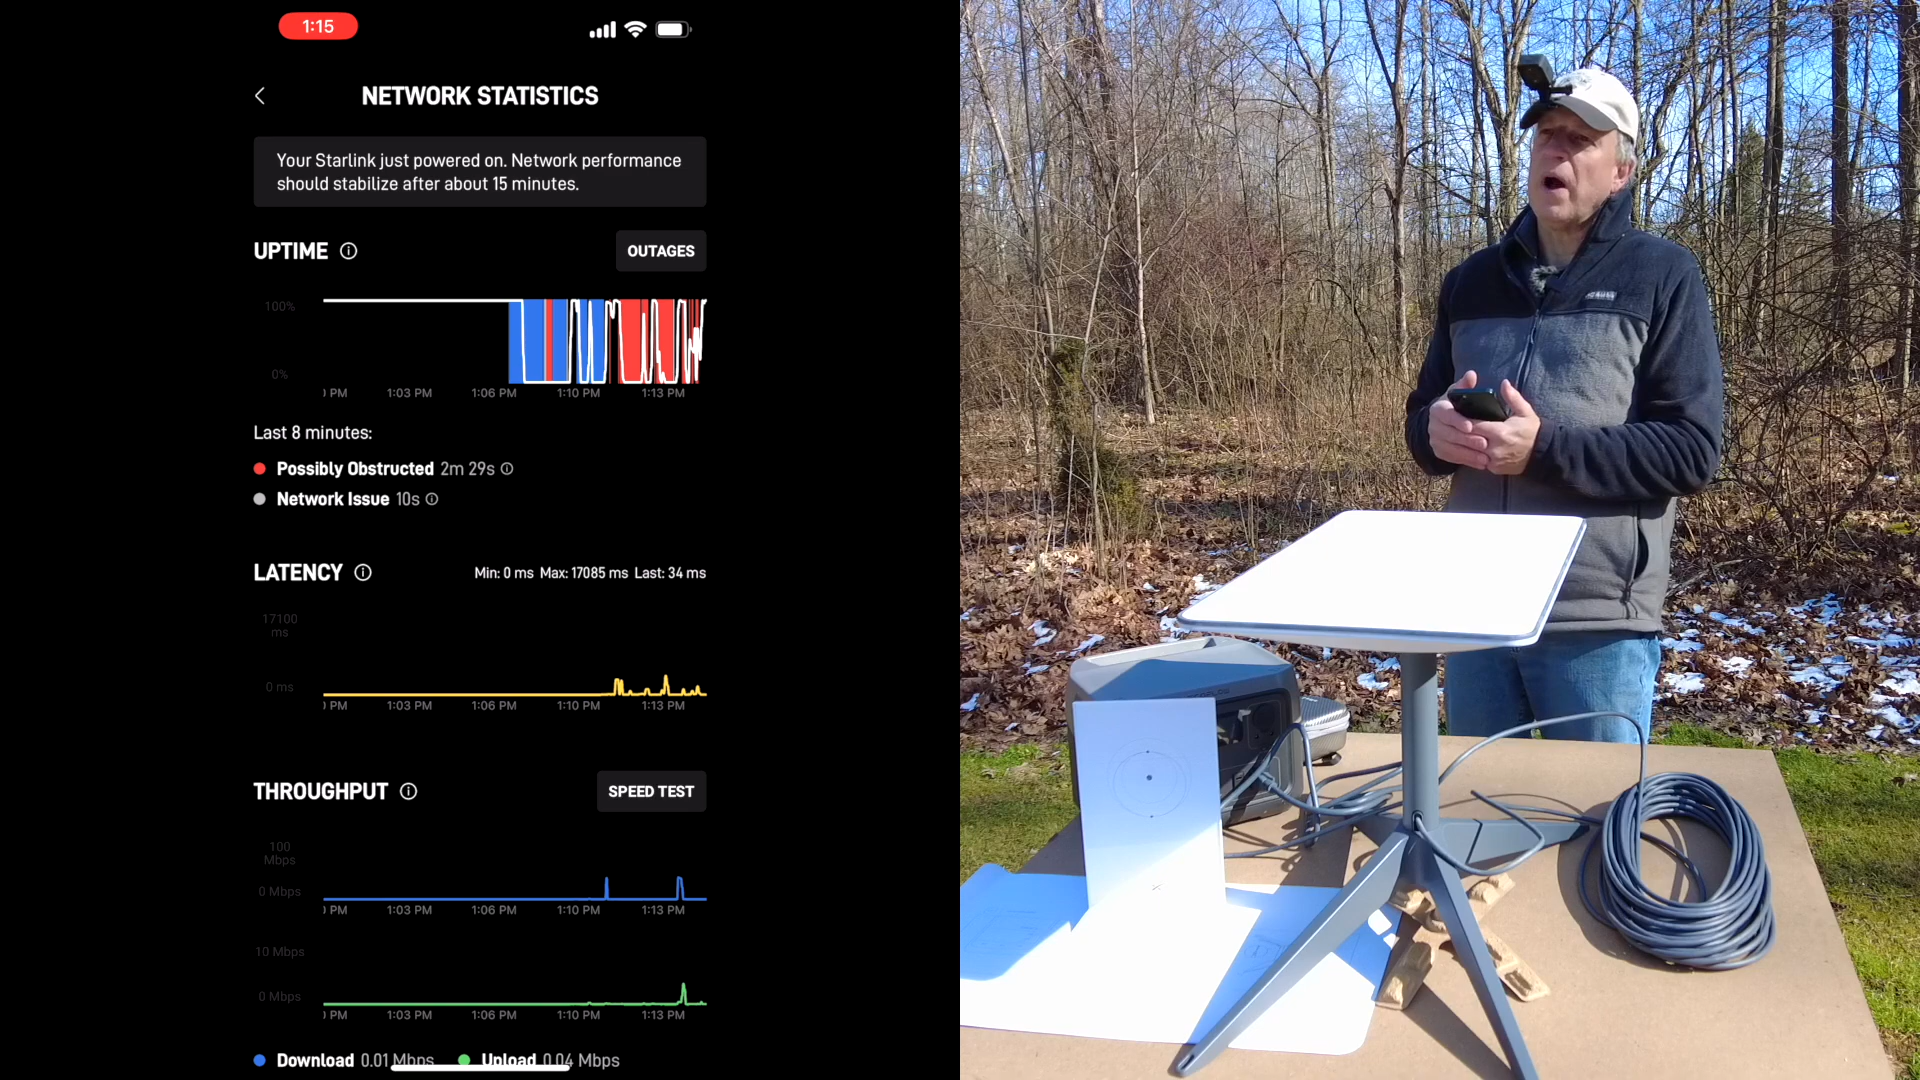 1:15
NETWORK STATISTICS
Your Starlink just powered on. Network performance
should stabilize after about 15 minutes.
UPTIME
OUTAGES
100%
0%
PM 1:03 PM 1:06 PM 1:10 PM 1:13 PM
Last 8 minutes:
Possibly Obstructed 2m 29s
Network Issue 10s
LATENCY
Min: 0 ms Max: 17085 ms Last: 34 ms
17100
ms
0 ms
PM 1:03 PM 1:06 PM 1:10 PM 1:13 PM
THROUGHPUT
SPEED TEST
100
Mbps
0 Mbps
PM 1:03 PM 1:06 PM 1:10 PM 1:13 PM
10 Mbps
0 Mbps
PM 1:03 PM 1:06 PM 1:10 PM 1:13 PM
Download 0.01 Mbps Upload 0.04 Mbps